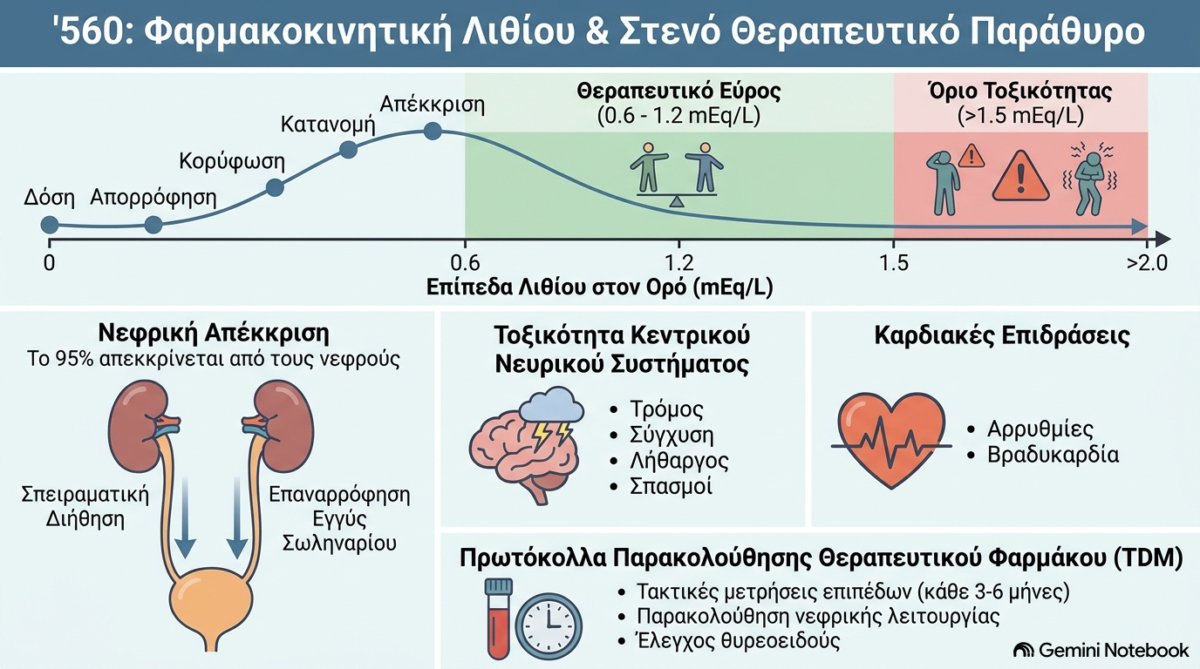 '560: Φαρμακοκινητική Λιθίου & Στενό Θεραπευτικό Παράθυρο
Δόση
Απορρόφηση
Κορύφωση
Κατανομή
Απέκκριση
Θεραπευτικό Εύρος
(0.6 - 1.2 mEq/L)
Όριο Τοξικότητας
(>1.5 mEq/L)
0
0.6
1.2
1.5
>2.0
Επίπεδα Λιθίου στον Ορό (mEq/L)
Νεφρική Απέκκριση
Το 95% απεκκρίνεται από τους νεφρούς
Σπειραματική
Διήθηση
Επαναρρόφηση
Εγγύς
Σωληναρίου
Τοξικότητα Κεντρικού
Νευρικού Συστήματος
• Τρόμος
• Σύγχυση
• Λήθαργος
• Σπασμοί
Καρδιακές Επιδράσεις
• Αρρυθμίες
• Βραδυκαρδία
Πρωτόκολλα Παρακολούθησης Θεραπευτικού Φαρμάκου (TDM)
• Τακτικές μετρήσεις επιπέδων (κάθε 3-6 μήνες)
• Παρακολούθηση νεφρικής λειτουργίας
• Έλεγχος θυρεοειδούς
Gemini Notebook